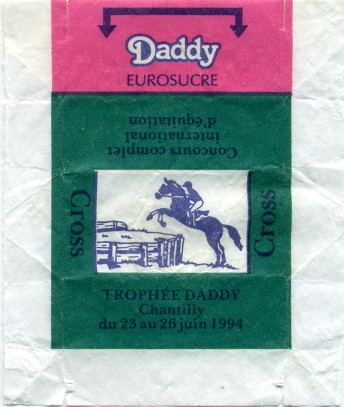 Daddy
EUROSUCRE
Concours complet
international
d'équitation
Cross
Cross
TROPHÉE DADDY
Chantilly
du 23 au 26 juin 1994